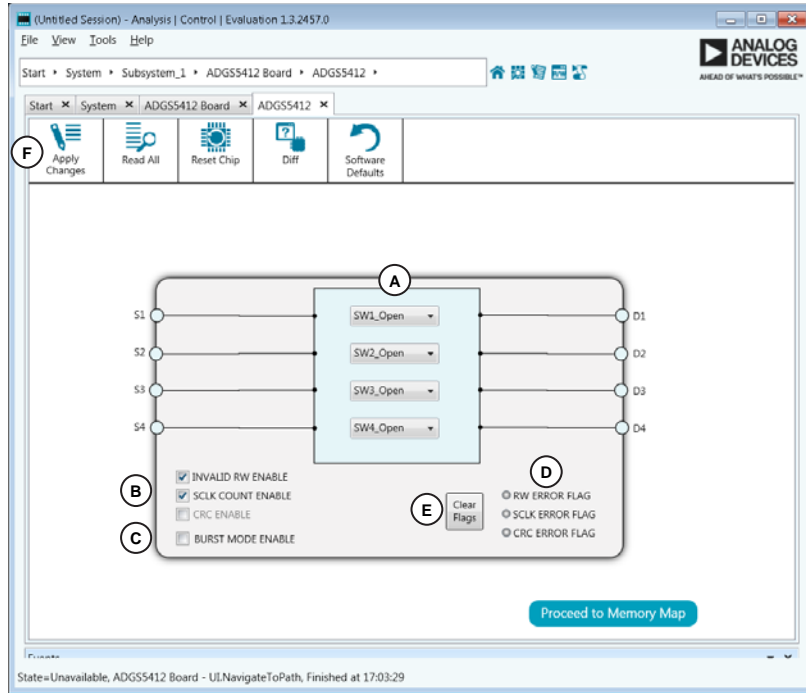 (Untitled Session) - Analysis | Control | Evaluation 1.3.2457.0
File View Tools Help
ANALOG
DEVICES
AHEAD OF WHAT'S POSSIBLE™
Start ▸ System ▸ Subsystem_1 ▸ ADGS5412 Board ▸ ADGS5412 ▸
Start × System × ADGS5412 Board × ADGS5412 ×
F
Apply
Changes
Read All
Reset Chip
Diff
Software
Defaults
A
S1 SW1_Open D1
S2 SW2_Open D2
S3 SW3_Open D3
S4 SW4_Open D4
B
INVALID RW ENABLE
SCLK COUNT ENABLE
CRC ENABLE
C
BURST MODE ENABLE
E
Clear
Flags
D
RW ERROR FLAG
SCLK ERROR FLAG
CRC ERROR FLAG
Proceed to Memory Map
Events
State=Unavailable, ADGS5412 Board - UI.NavigateToPath, Finished at 17:03:29